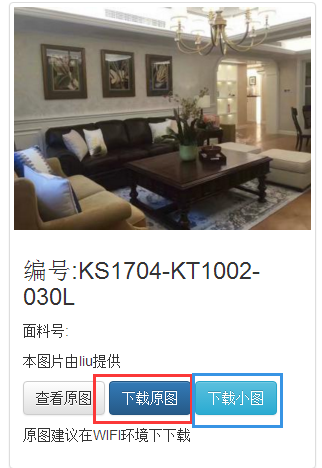 编号:KS1704-KT1002-
030L
面料号:
本图片由liu提供
查看原图 下载原图 下载小图
原图建议在WIFI环境下下载